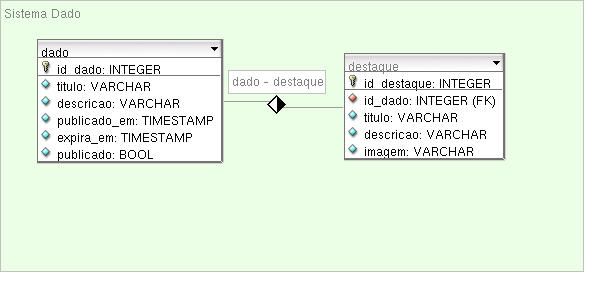 Sistema Dado
dado
id_dado: INTEGER
titulo: VARCHAR
descricao: VARCHAR
publicado_em: TIMESTAMP
expira_em: TIMESTAMP
publicado: BOOL
dado - destaque
destaque
id_destaque: INTEGER
id_dado: INTEGER (FK)
titulo: VARCHAR
descricao: VARCHAR
imagem: VARCHAR